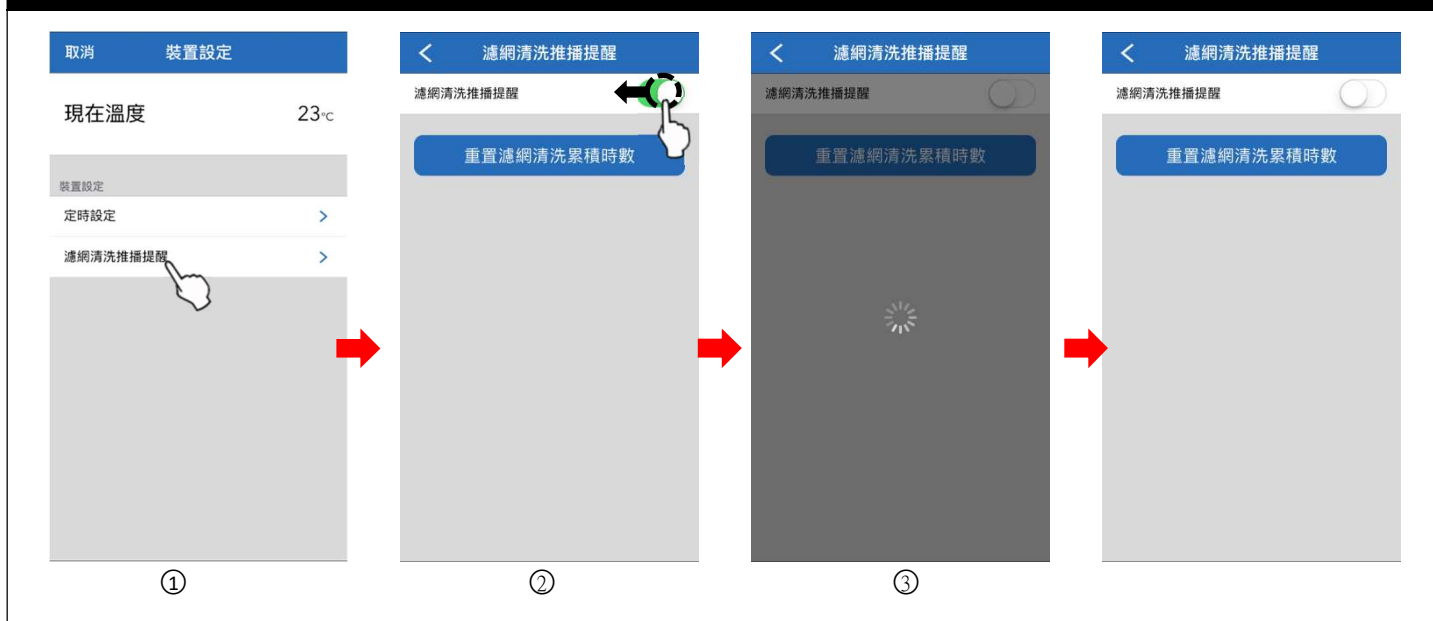 取消 裝置設定
現在溫度 23°C
裝置設定
定時設定 >
濾網清洗推播提醒 >
①
濾網清洗推播提醒
濾網清洗推播提醒
重置濾網清洗累積時數
②
濾網清洗推播提醒
濾網清洗推播提醒
重置濾網清洗累積時數
③
濾網清洗推播提醒
濾網清洗推播提醒
重置濾網清洗累積時數